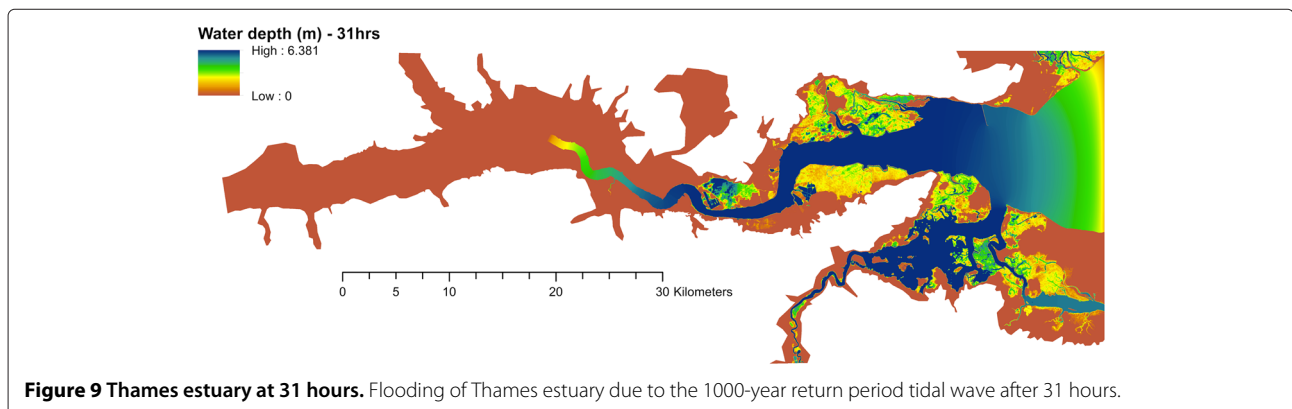 Water depth (m) - 31hrs
High : 6.381
Low : 0
0 5 10 20 30 Kilometers
Figure 9 Thames estuary at 31 hours. Flooding of Thames estuary due to the 1000-year return period tidal wave after 31 hours.